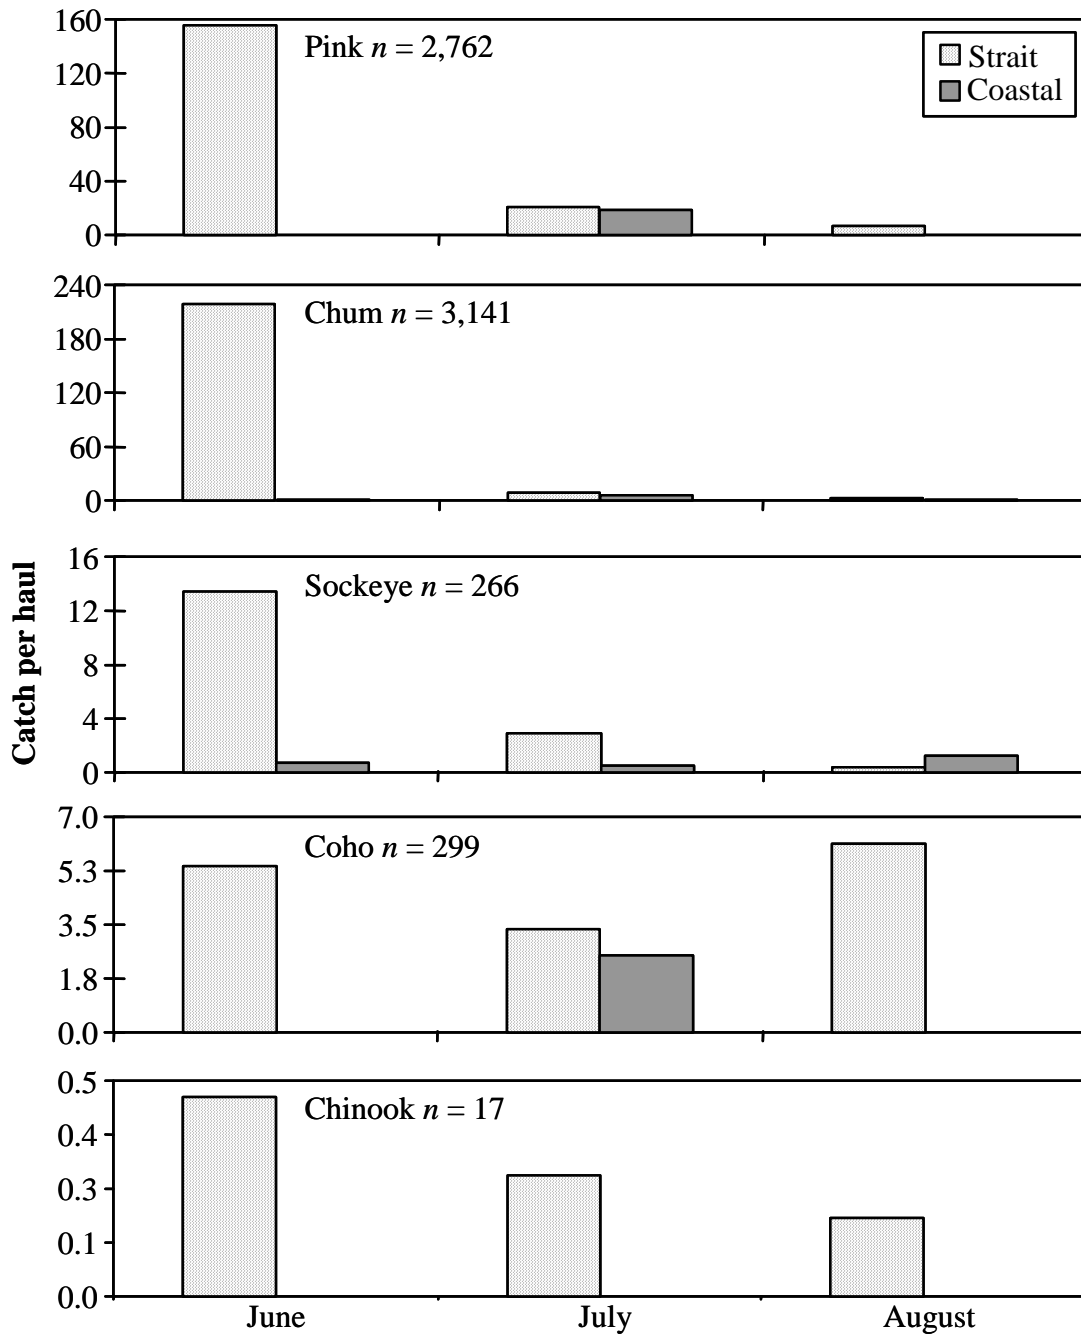 160
120
80
40
0
Pink n = 2,762
Strait
Coastal
240
180
120
60
0
Chum n = 3,141
Catch per haul
16
12
8
4
0
Sockeye n = 266
7.0
5.3
3.5
1.8
0.0
Coho n = 299
0.5
0.4
0.3
0.1
0.0
Chinook n = 17
June July August